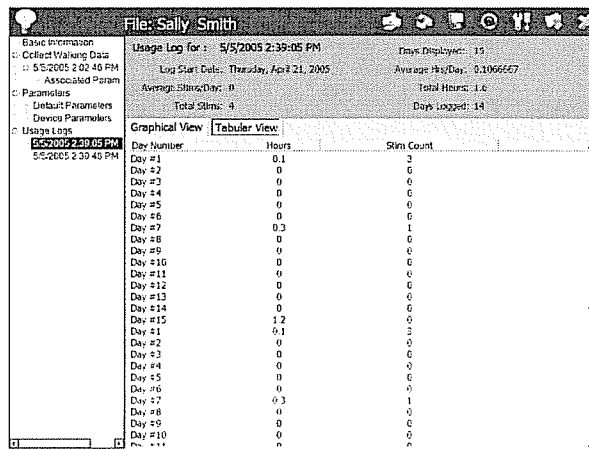 File: Sally Smith
Basic Information
Collect Walking Data
5/5/2005 2:02:40 PM
Associated Param
Parameters
Default Parameters
Device Parameters
Usage Logs
5/5/2005 2:39:05 PM
5/5/2005 2:39:40 PM
Usage Log for : 5/5/2005 2:39:05 PM
Days Displayed: 15
Log Start Date: Thursday, April 21, 2005
Average Hrs/Day: 0.1066667
Average Stims/Day: 0
Total Hours: 1.6
Total Stims: 4
Days Logged: 14
Graphical View Tabular View
Day Number Hours Stim Count
Day #1 0.1 3
Day #2 0 0
Day #3 0 0
Day #4 0 0
Day #5 0 0
Day #6 0 0
Day #7 0.3 1
Day #8 0 0
Day #9 0 0
Day #10 0 0
Day #11 0 0
Day #12 0 0
Day #13 0 0
Day #14 0 0
Day #15 1.2 0
Day #1 0.1 3
Day #2 0 0
Day #3 0 0
Day #4 0 0
Day #5 0 0
Day #6 0 0
Day #7 0.3 1
Day #8 0 0
Day #9 0 0
Day #10 0 0
Day #11 0 0